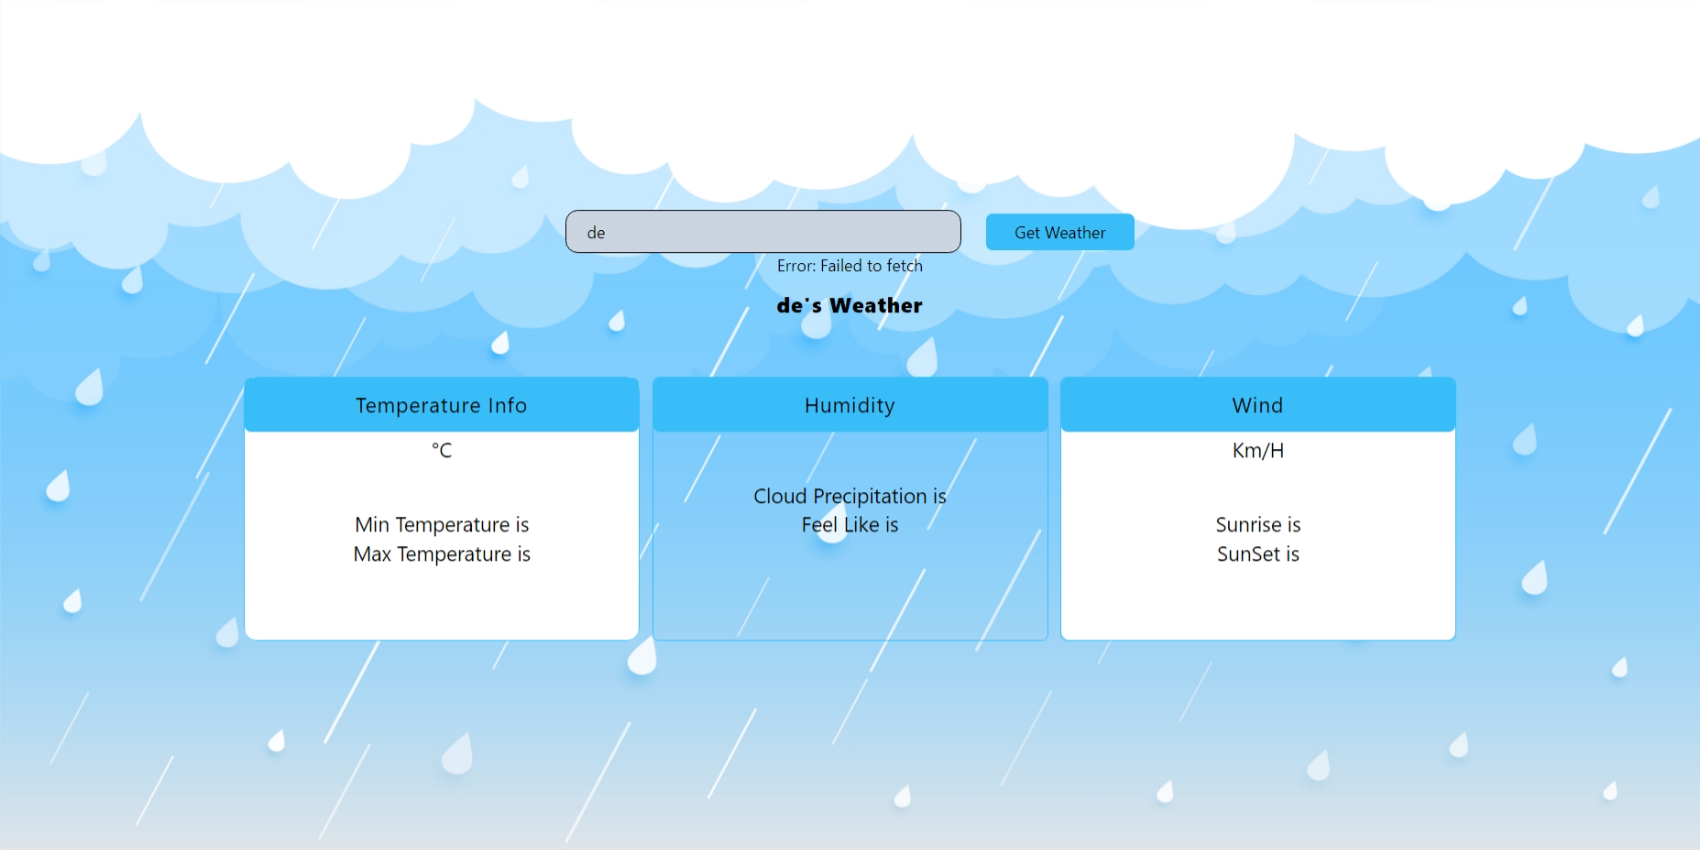 de
Get Weather
Error: Failed to fetch
de's Weather
Temperature Info
°C
Min Temperature is
Max Temperature is
Humidity
Cloud Precipitation is
Feel Like is
Wind
Km/H
Sunrise is
SunSet is